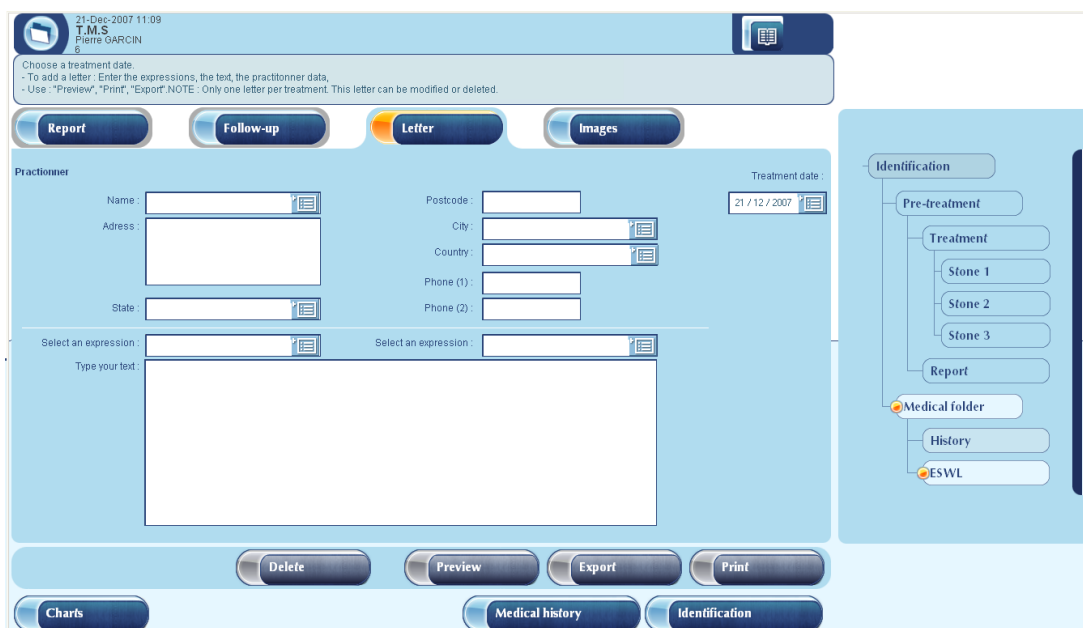 21-Dec-2007 11:09
T.M.S
Pierre GARCIN
6
Choose a treatment date.
- To add a letter : Enter the expressions, the text, the practitonner data,
- Use : "Preview", "Print", "Export".NOTE : Only one letter per treatment. This letter can be modified or deleted.
Report
Follow-up
Letter
Images
Practionner
Treatment date :
Name :
Postcode :
21 / 12 / 2007
Adress :
City :
Country :
Phone (1) :
State :
Phone (2) :
Select an expression :
Select an expression :
Type your text :
Delete
Preview
Export
Print
Charts
Medical history
Identification
Identification
Pre-treatment
Treatment
Stone 1
Stone 2
Stone 3
Report
Medical folder
History
ESWL